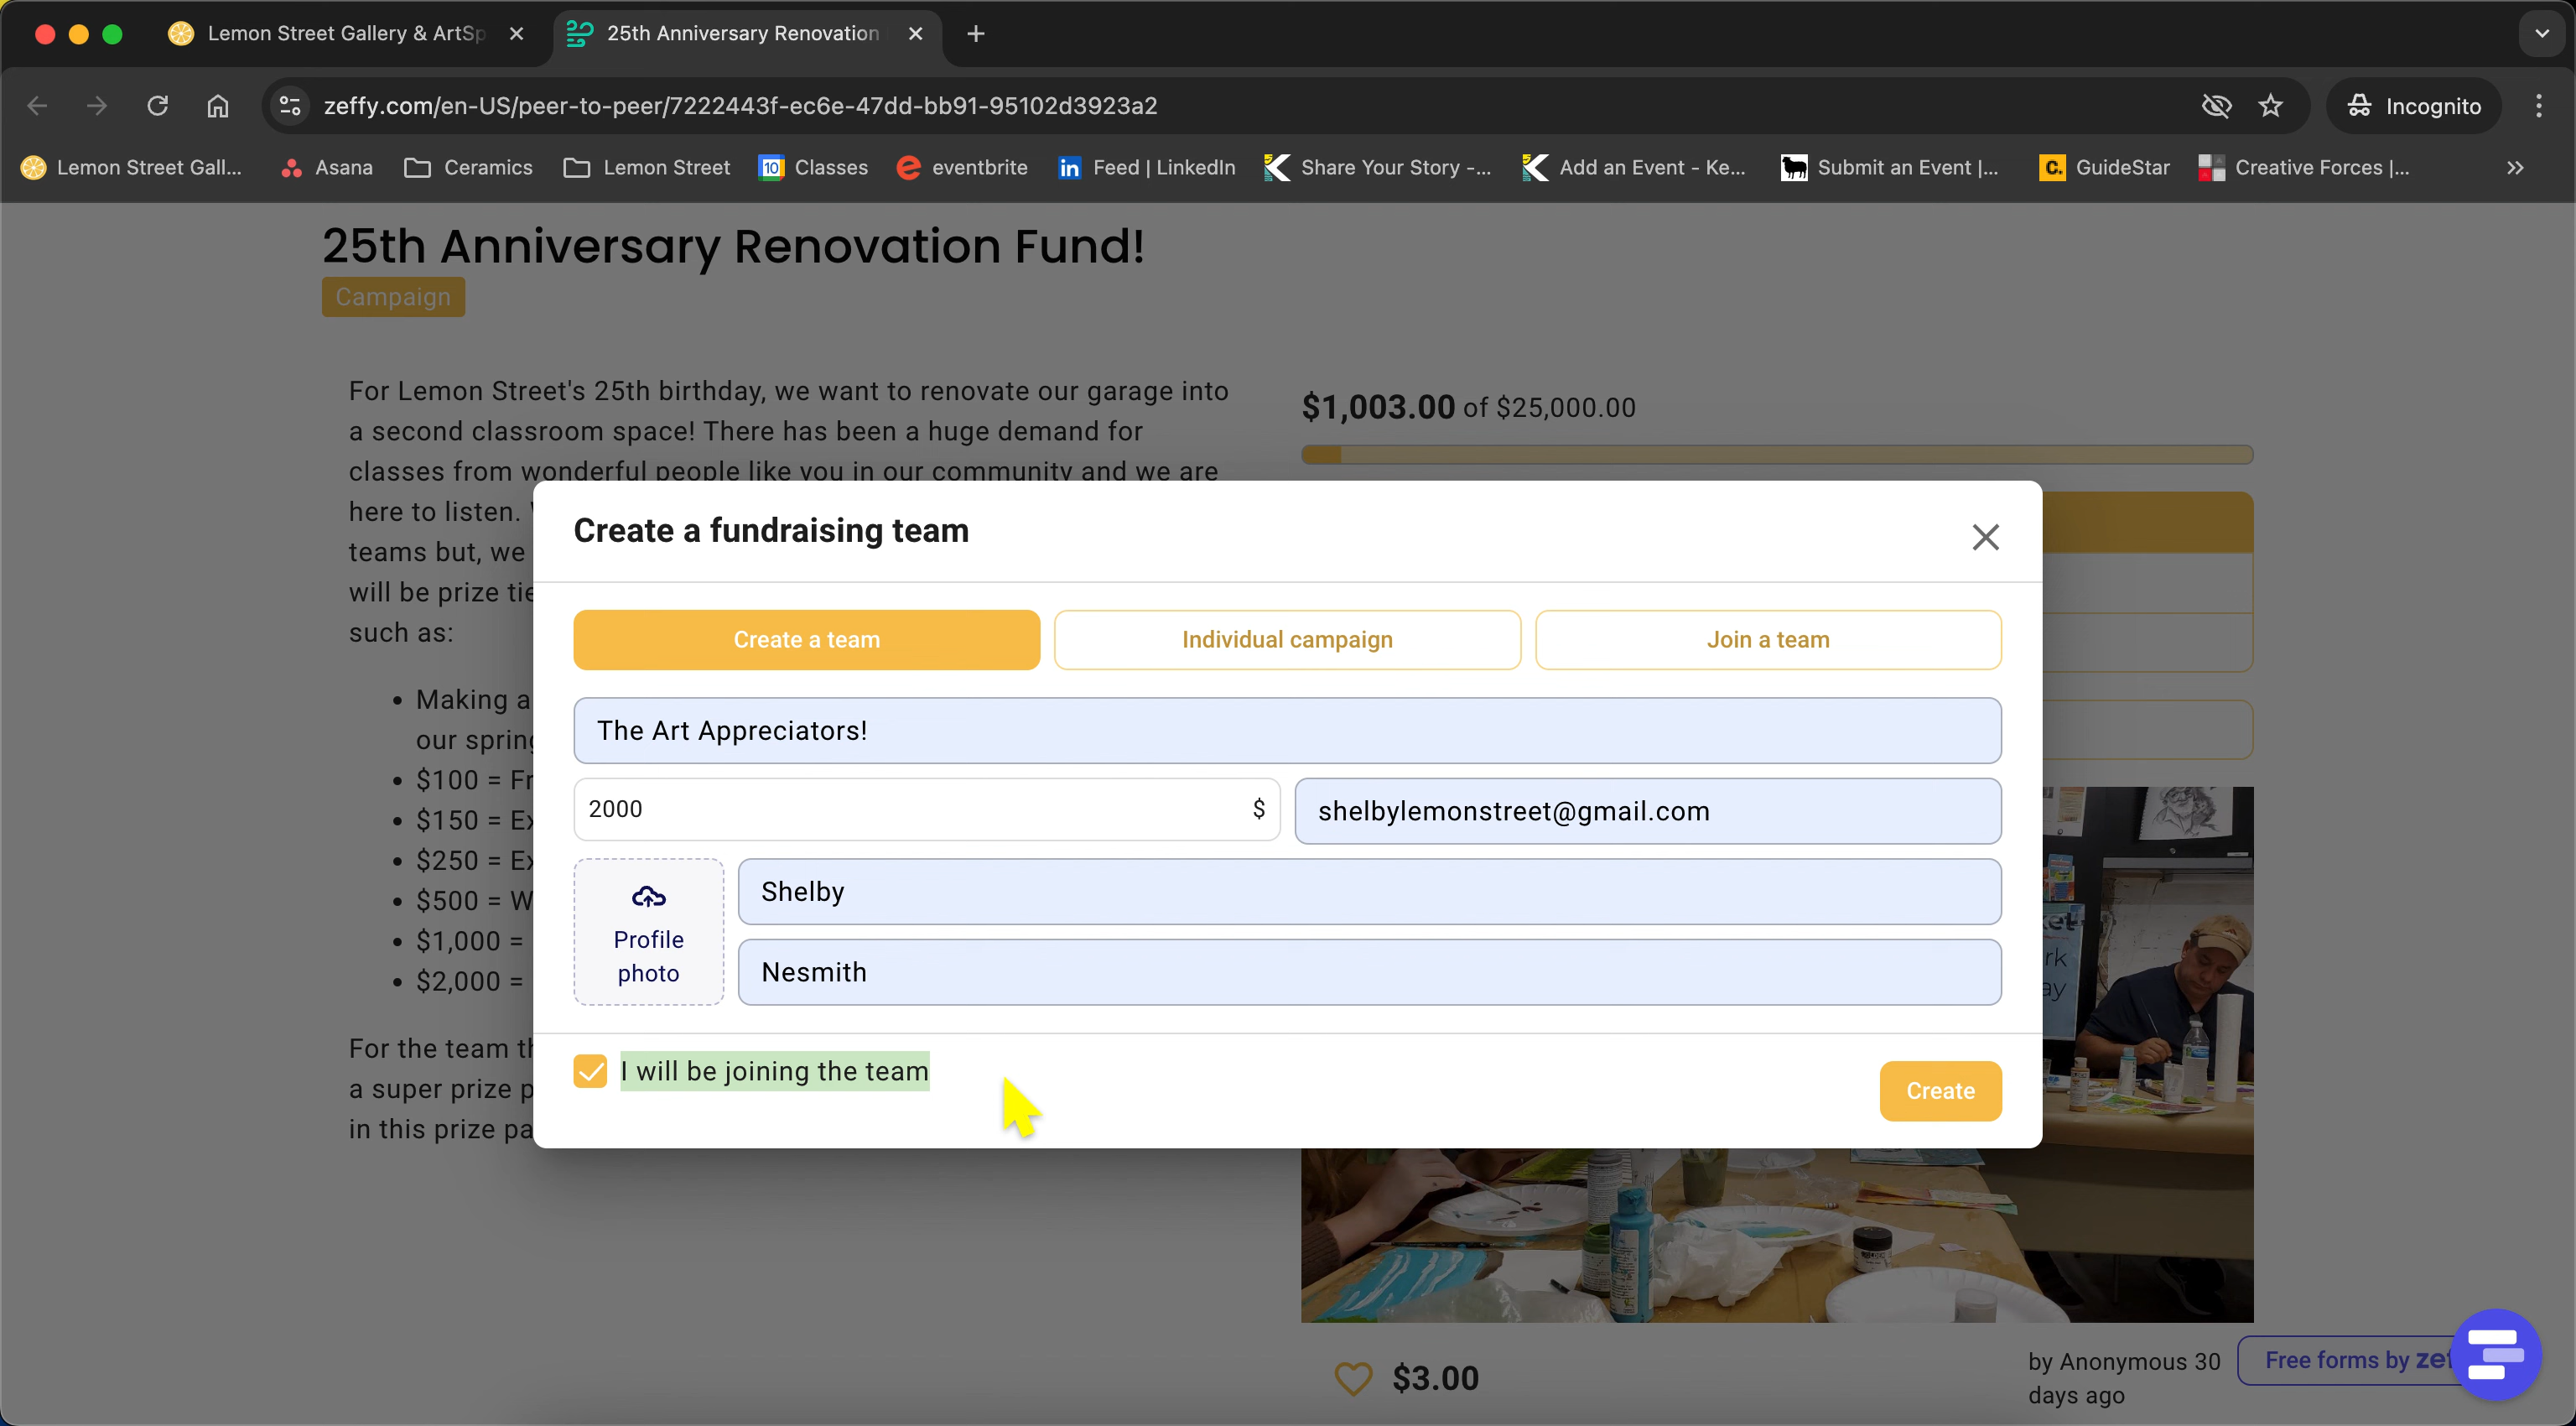 Lemon Street Gallery & ArtSp
25th Anniversary Renovation
zeffy.com/en-US/peer-to-peer/7222443f-ec6e-47dd-bb91-95102d3923a2
Incognito
Lemon Street Gall...
Asana
Ceramics
Lemon Street
10
Classes
eventbrite
in
Feed | LinkedIn
Share Your Story -...
Add an Event - Ke...
Submit an Event |...
C.
GuideStar
Creative Forces |...
25th Anniversary Renovation Fund!
Campaign
For Lemon Street's 25th birthday, we want to renovate our garage into
a second classroom space! There has been a huge demand for
classes from wonderful people like you in our community and we are
here to listen.
teams but, we
will be prize tie
such as:
• Making a
our spring
• $100 = Fr
• $150 = Ex
• $250 = Ex
• $500 = W
• $1,000 =
• $2,000 =
For the team th
a super prize p
in this prize pa
$1,003.00 of $25,000.00
Create a fundraising team
Create a team
Individual campaign
Join a team
The Art Appreciators!
2000 $
shelbylemonstreet@gmail.com
Profile
photo
Shelby
Nesmith
I will be joining the team
Create
$3.00
by Anonymous 30
days ago
Free forms by zef